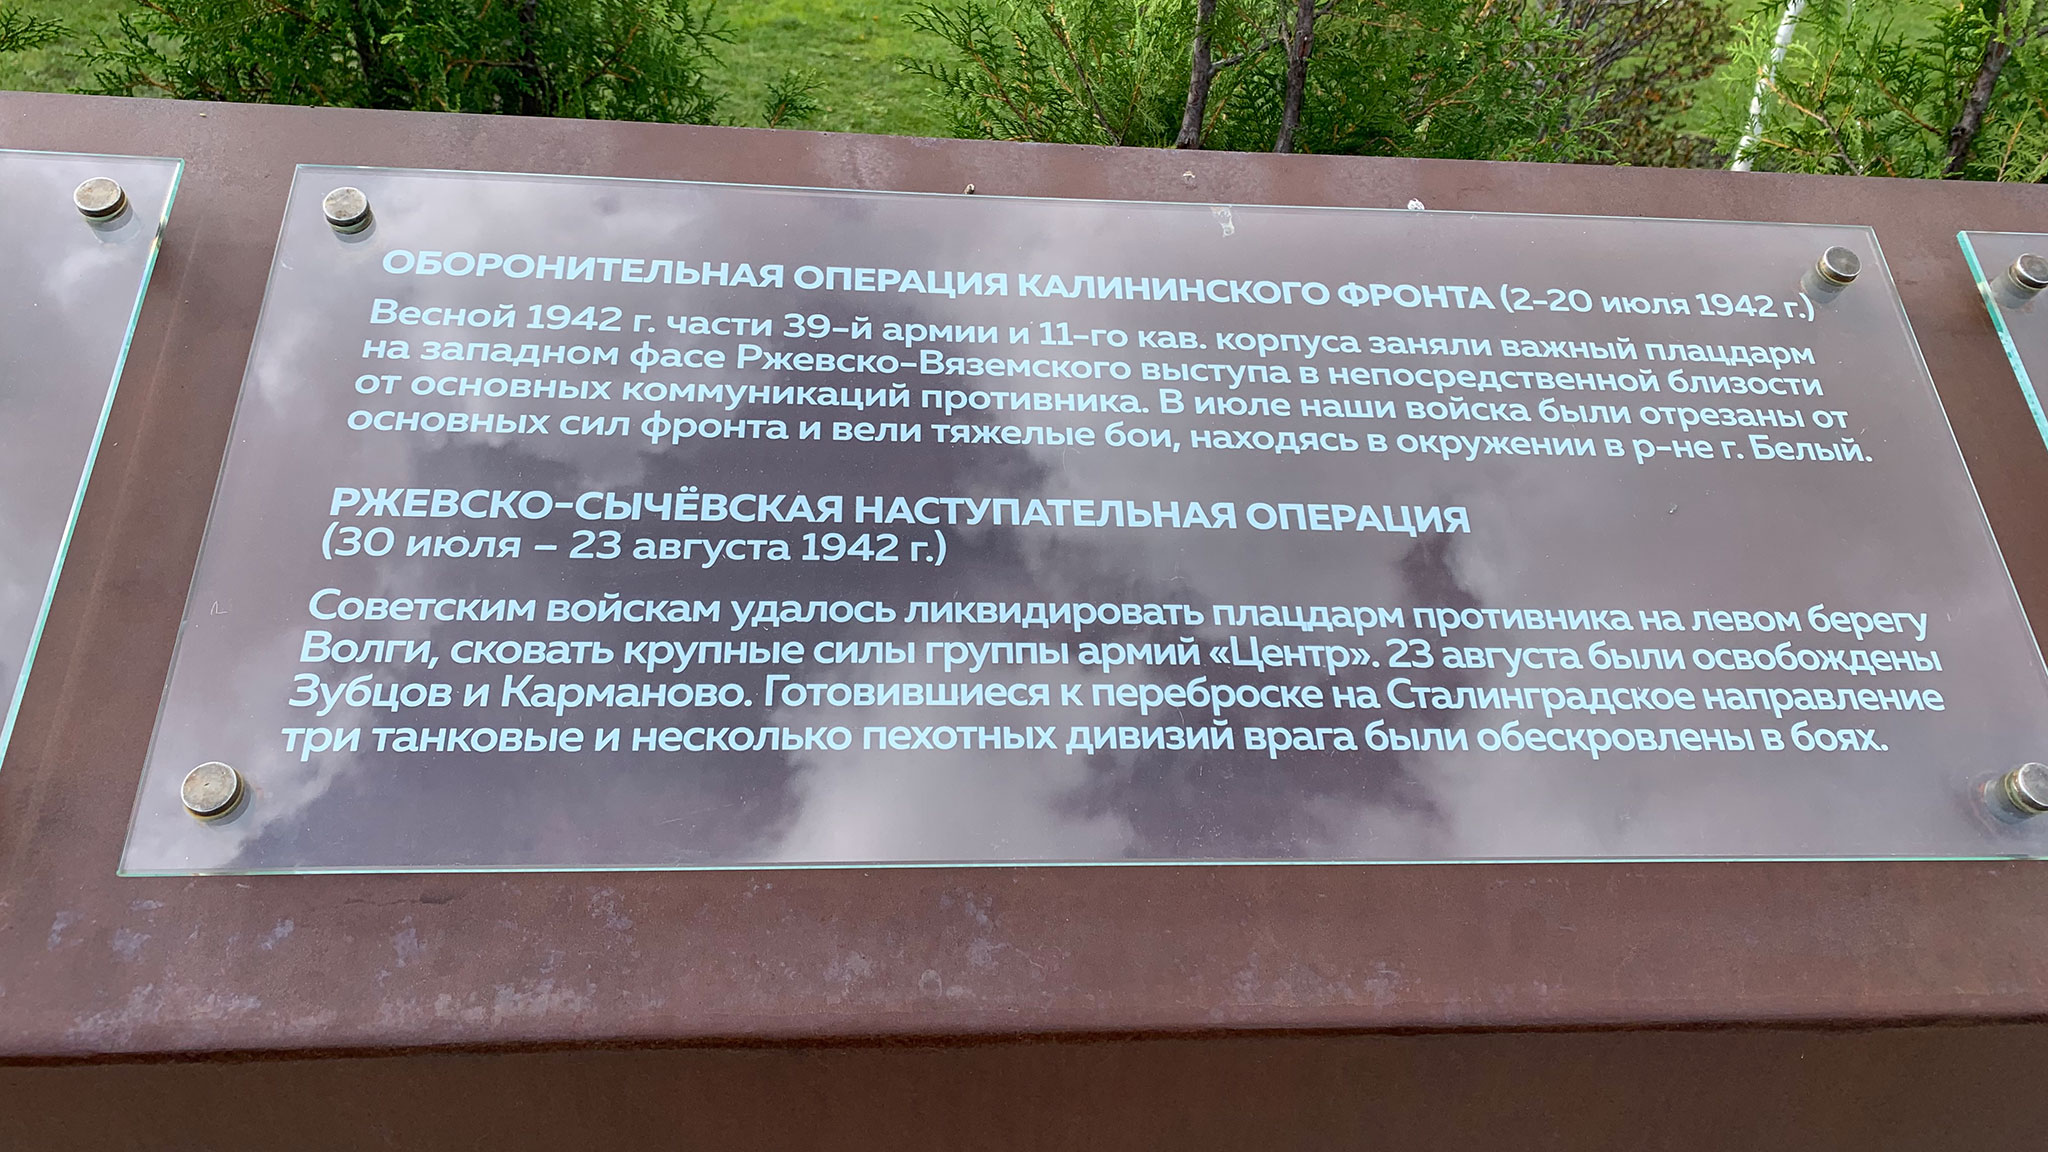 ОБОРОНИТЕЛЬНАЯ ОПЕРАЦИЯ КАЛИНИНСКОГО ФРОНТА (2-20 июля 1942 г.)
Весной 1942 г. части 39-й армии и 11-го кав. корпуса заняли важный плацдарм
на западном фасе Ржевско-Вяземского выступа в непосредственной близости
от основных коммуникаций противника. В июле наши войска были отрезаны от
основных сил фронта и вели тяжелые бои, находясь в окружении в р-не г. Белый.
РЖЕВСКО-СЫЧЁВСКАЯ НАСТУПАТЕЛЬНАЯ ОПЕРАЦИЯ
(30 июля – 23 августа 1942 г.)
Советским войскам удалось ликвидировать плацдарм противника на левом берегу
Волги, сковать крупные силы группы армий «Центр». 23 августа были освобождены
Зубцов и Карманово. Готовившиеся к переброске на Сталинградское направление
три танковые и несколько пехотных дивизий врага были обескровлены в боях.